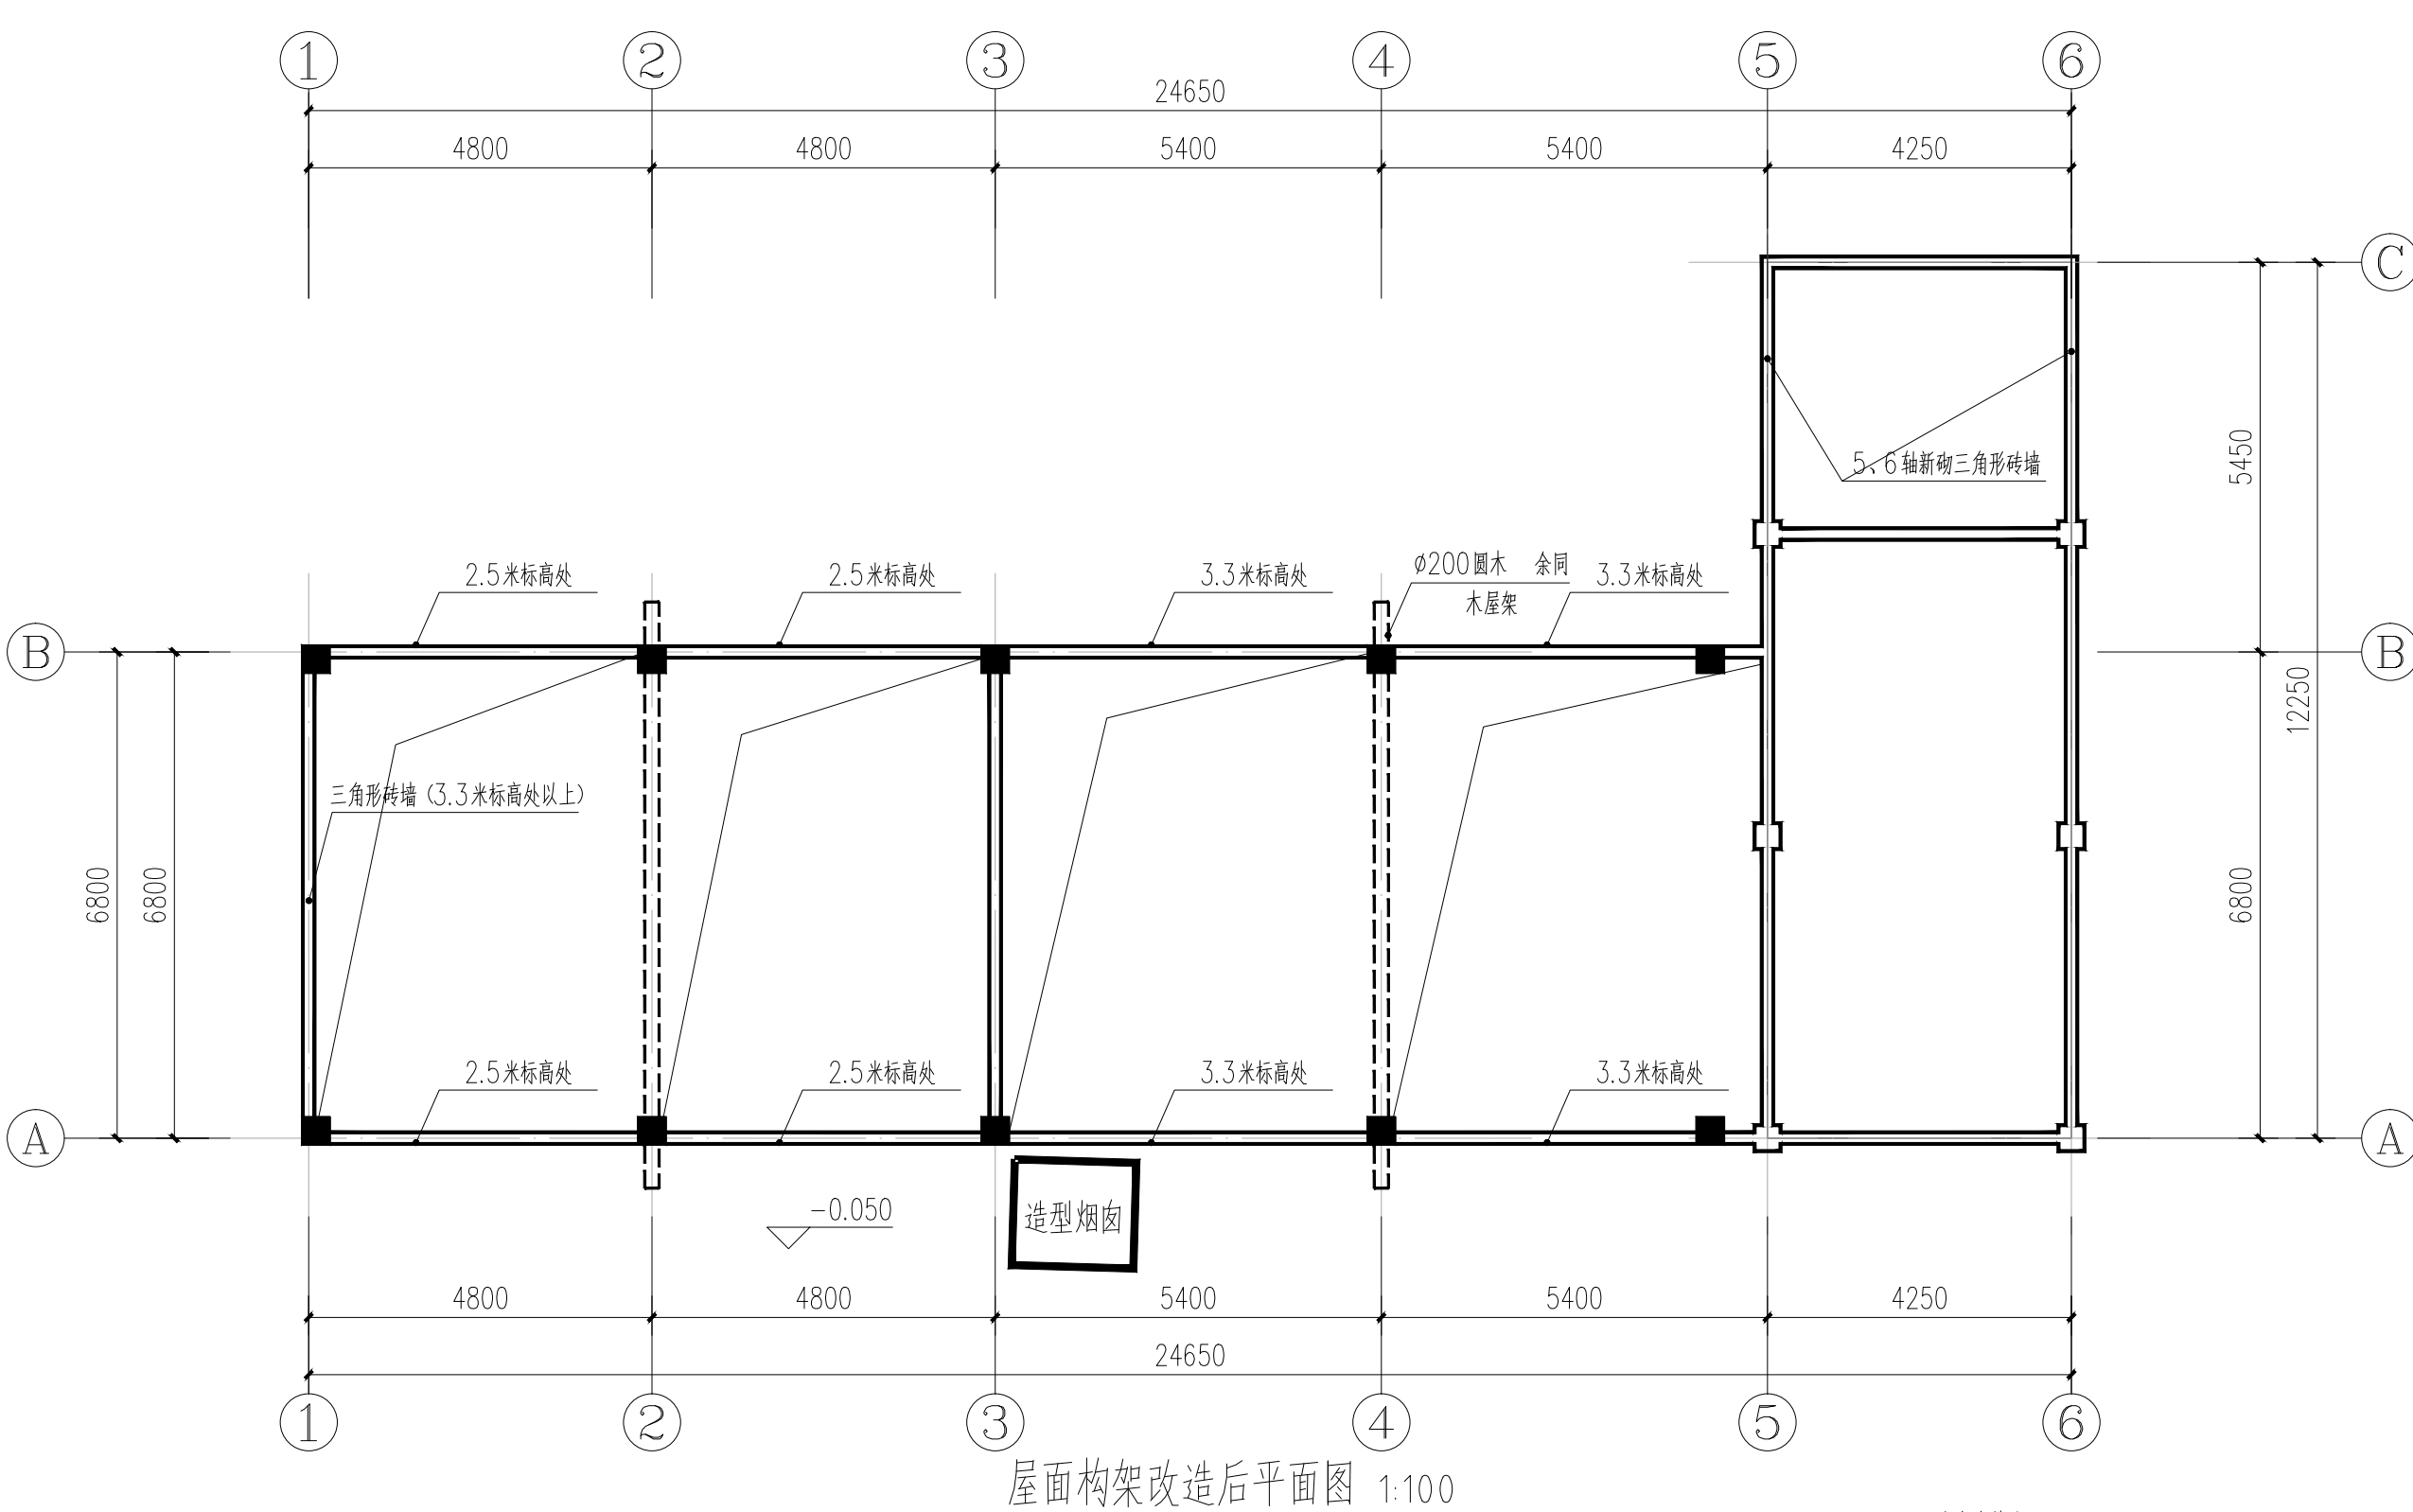 1 2 3 4 5 6
24650
4800 4800 5400 5400 4250
C
5450
5、6轴新砌三角形砖墙
2.5米标高处 2.5米标高处 3.3米标高处 ø200圆木 余同 3.3米标高处
木屋架
B B
12250
三角形砖墙(3.3米标高处以上)
6800 6800 6800
2.5米标高处 2.5米标高处 3.3米标高处 3.3米标高处
A A
-0.050 造型烟囱
4800 4800 5400 5400 4250
24650
1 2 3 4 5 6
屋面构架改造后平面图 1:100